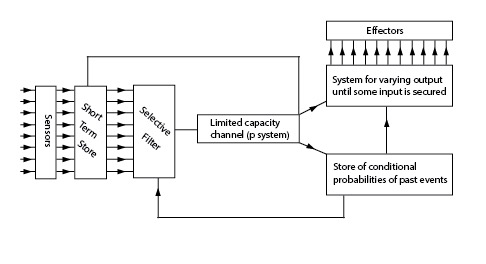 Effectors
System for varying output
until some input is secured
Sensors
Short
Term
Store
Selective
Filter
Limited capacity
channel (p system)
Store of conditional
probabilities of past events